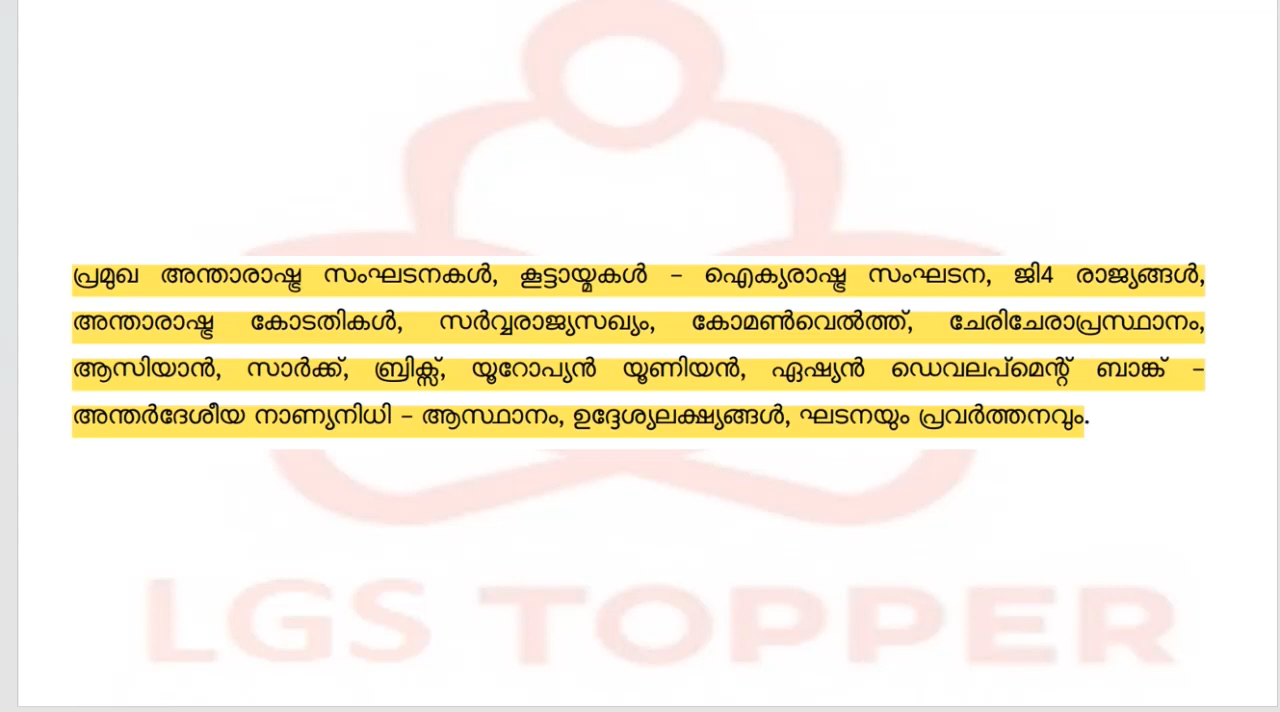 പ്രമുഖ അന്താരാഷ്ട്ര സംഘടനകൾ, കൂട്ടായ്മകൾ – ഐക്യരാഷ്ട്ര സംഘടന, ജി4 രാജ്യങ്ങൾ,
അന്താരാഷ്ട്ര കോടതികൾ, സർവ്വരാജ്യസഖ്യം, കോമൺവെൽത്ത്, ചേരിചേരാപ്രസ്ഥാനം,
ആസിയാൻ, സാർക്ക്, ബ്രിക്സ്, യൂറോപ്യൻ യൂണിയൻ, ഏഷ്യൻ ഡെവലപ്മെന്റ് ബാങ്ക് –
അന്തർദേശീയ നാണ്യനിധി – ആസ്ഥാനം, ഉദ്ദേശ്യലക്ഷ്യങ്ങൾ, ഘടനയും പ്രവർത്തനവും.
LGS TOPPER